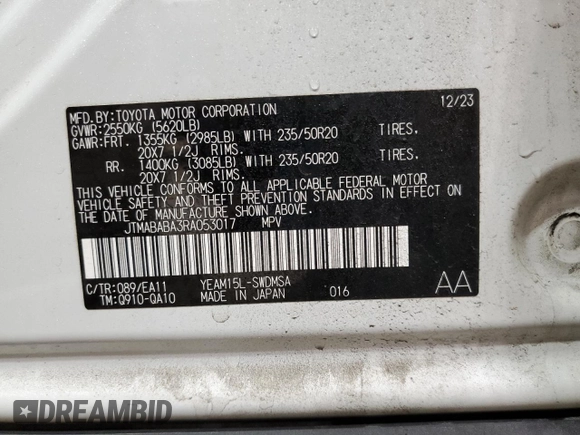 MFD.BY:TOYOTA MOTOR CORPORATION 12/23
GVWR:2550KG (5620LB)
GAWR:FRT. 1355KG (2985LB) WITH 235/50R20 TIRES.
20X7 1/2J RIMS.
RR. 1400KG (3085LB) WITH 235/50R20 TIRES.
20X7 1/2J RIMS.
THIS VEHICLE CONFORMS TO ALL APPLICABLE FEDERAL MOTOR
VEHICLE SAFETY AND THEFT PREVENTION STANDARDS IN EFFECT ON
THE DATE OF MANUFACTURE SHOWN ABOVE.
JTMABABA3RA053017 MPV
C/TR:089/EA11 YEAM15L-SWDMSA AA
TM:Q910-QA10 MADE IN JAPAN 016
DREAMBID